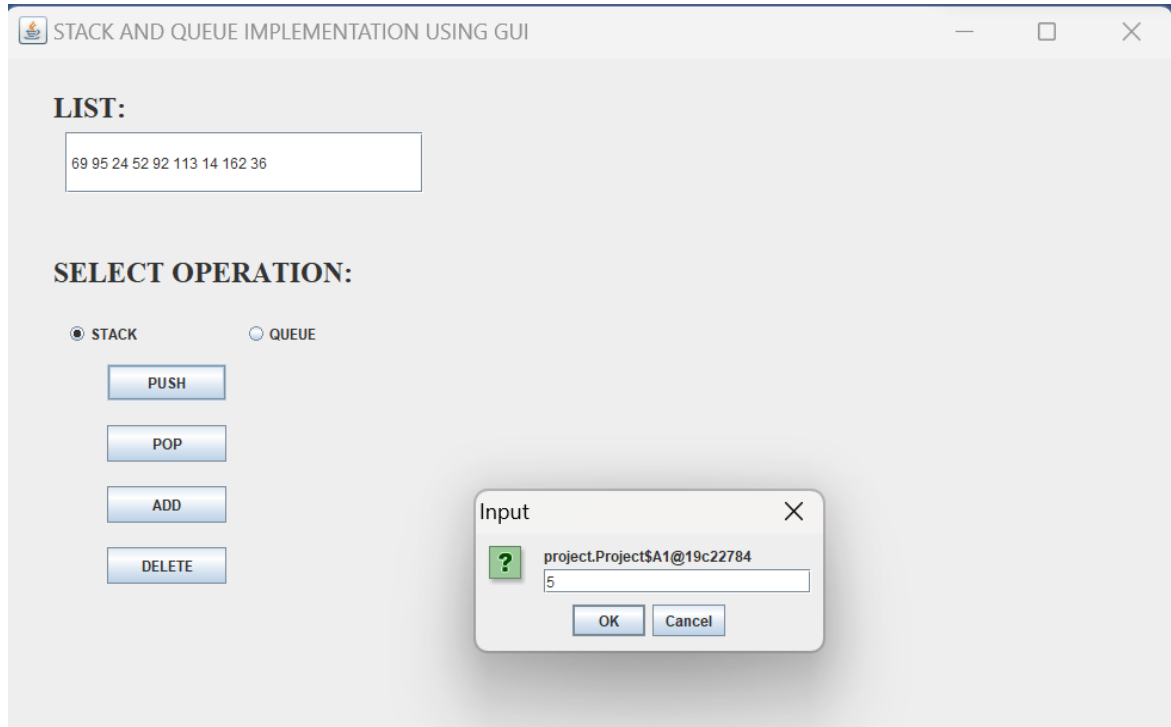 STACK AND QUEUE IMPLEMENTATION USING GUI
LIST:
69 95 24 52 92 113 14 162 36
SELECT OPERATION:
STACK QUEUE
PUSH
POP
ADD
DELETE
Input
project.Project$A1@19c22784
5
OK Cancel